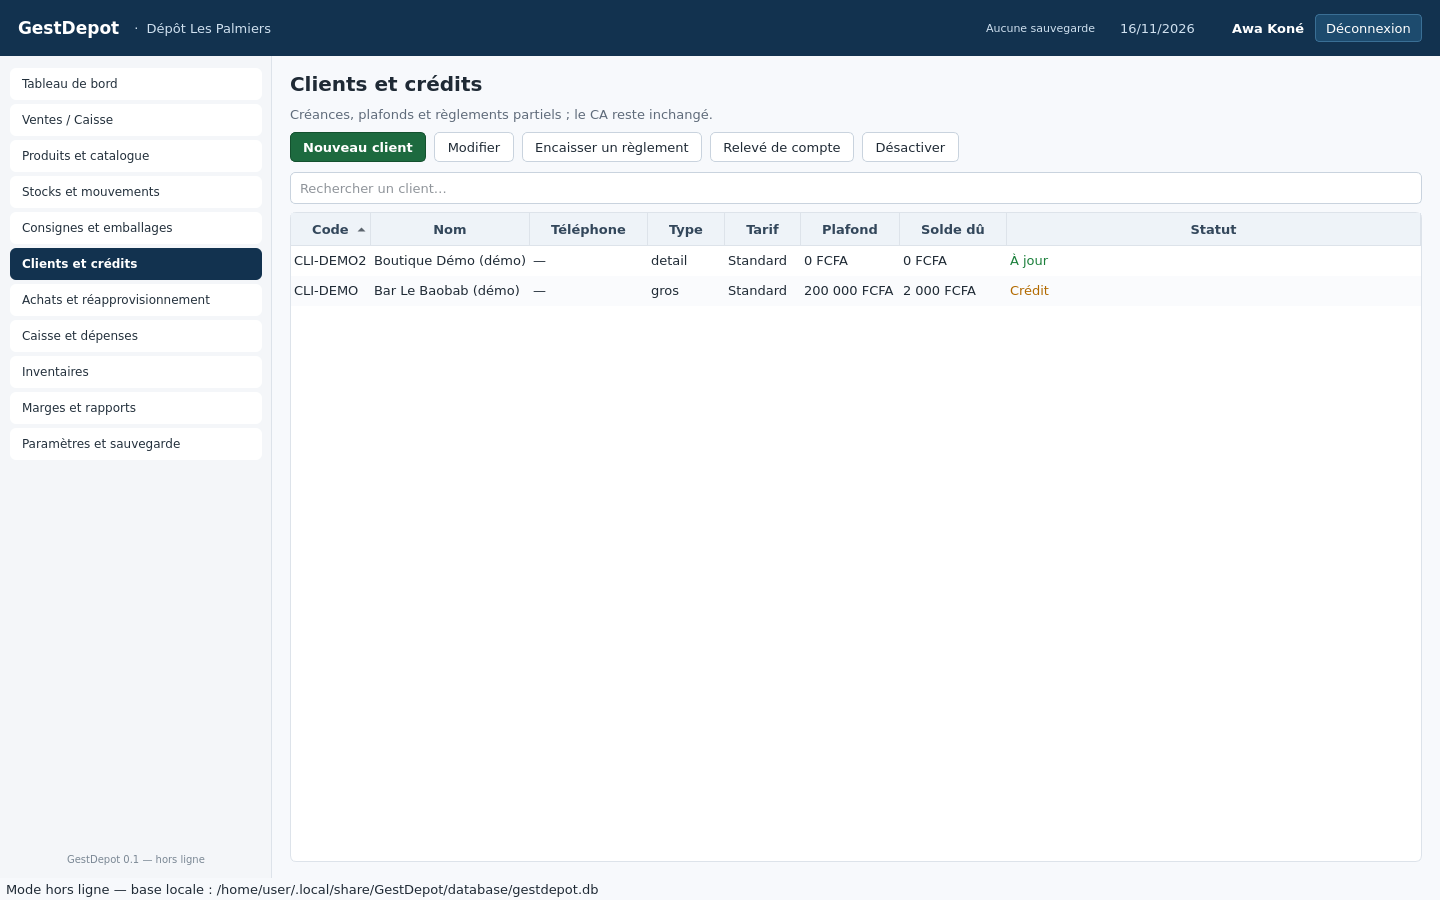 GestDepot · Dépôt Les Palmiers Aucune sauvegarde 16/11/2026 Awa Koné Déconnexion
Tableau de bord
Ventes / Caisse
Produits et catalogue
Stocks et mouvements
Consignes et emballages
Clients et crédits
Achats et réapprovisionnement
Caisse et dépenses
Inventaires
Marges et rapports
Paramètres et sauvegarde
GestDepot 0.1 — hors ligne
Clients et crédits
Créances, plafonds et règlements partiels ; le CA reste inchangé.
Nouveau client Modifier Encaisser un règlement Relevé de compte Désactiver
Rechercher un client...
Code Nom Téléphone Type Tarif Plafond Solde dû Statut
CLI-DEMO2 Boutique Démo (démo) — detail Standard 0 FCFA 0 FCFA À jour
CLI-DEMO Bar Le Baobab (démo) — gros Standard 200 000 FCFA 2 000 FCFA Crédit
Mode hors ligne — base locale : /home/user/.local/share/GestDepot/database/gestdepot.db